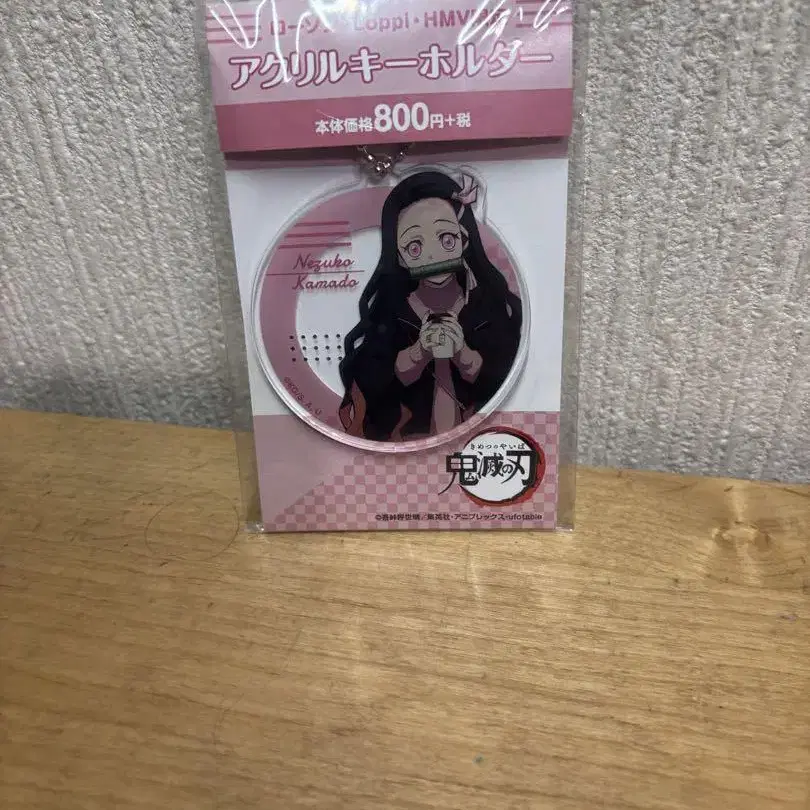 ローソン・Loppi・HMV限定
アクリルキーホルダー
本体価格800円+税
Nezuko
Kamado
©KG/S,A,U
きめつのやいば
鬼滅の刃
©吾峠呼世晴／集英社・アニプレックス・ufotable